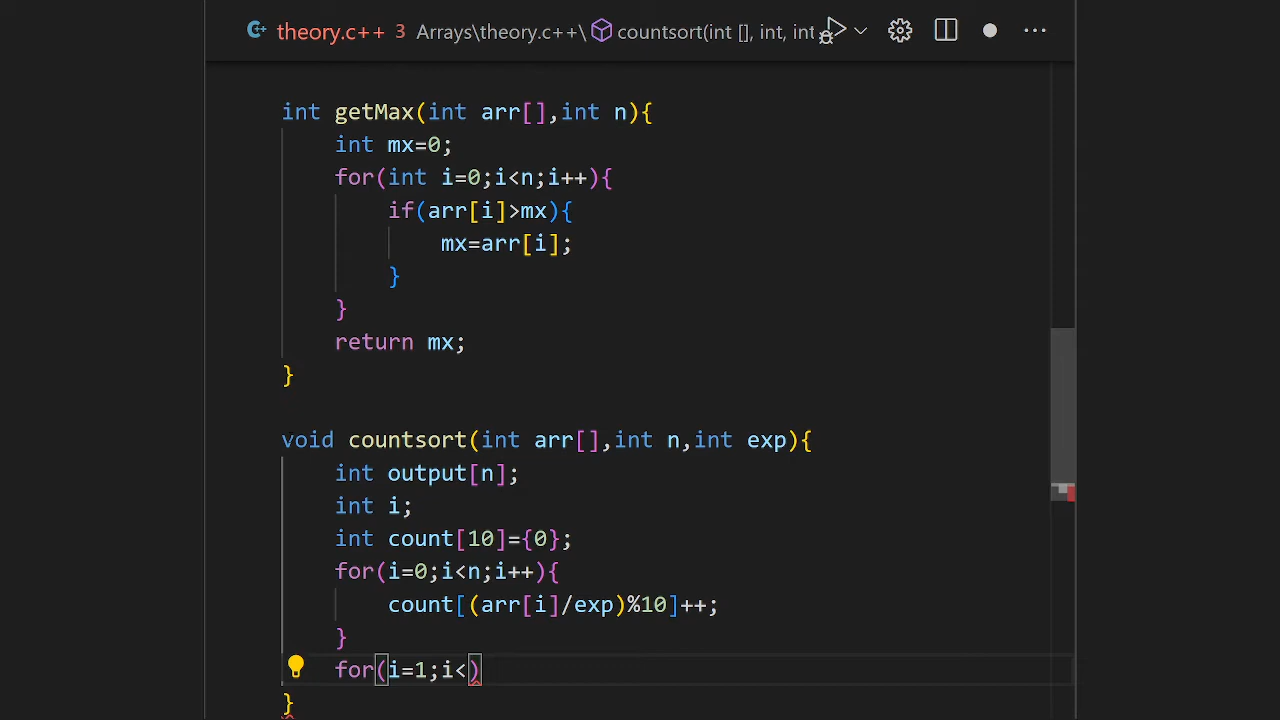 theory.c++ 3 Arrays\theory.c++\countsort(int [], int, int
int getMax(int arr[],int n){
    int mx=0;
    for(int i=0;i<n;i++){
        if(arr[i]>mx){
            mx=arr[i];
        }
    }
    return mx;
}
void countsort(int arr[],int n,int exp){
    int output[n];
    int i;
    int count[10]={0};
    for(i=0;i<n;i++){
        count[(arr[i]/exp)%10]++;
    }
    for(i=1;i<)
}